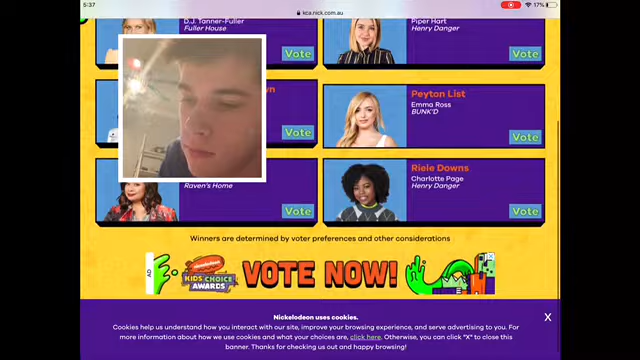 5:37
kca.nick.com.au
17%
D.J. Tanner-Fuller
Fuller House
Vote
Piper Hart
Henry Danger
Vote
wn
Vote
Peyton List
Emma Ross
BUNK'D
Vote
Raven's Home
Vote
Riele Downs
Charlotte Page
Henry Danger
Vote
Winners are determined by voter preferences and other considerations
AD
nickelodeon
KIDS CHOICE
AWARDS
VOTE NOW!
Nickelodeon uses cookies.
X
Cookies help us understand how you interact with our site, improve your browsing experience, and serve advertising to you. For
more information about how we use cookies and what your choices are, click here. Otherwise, you can click "X" to close this
banner. Thanks for checking us out and happy browsing!